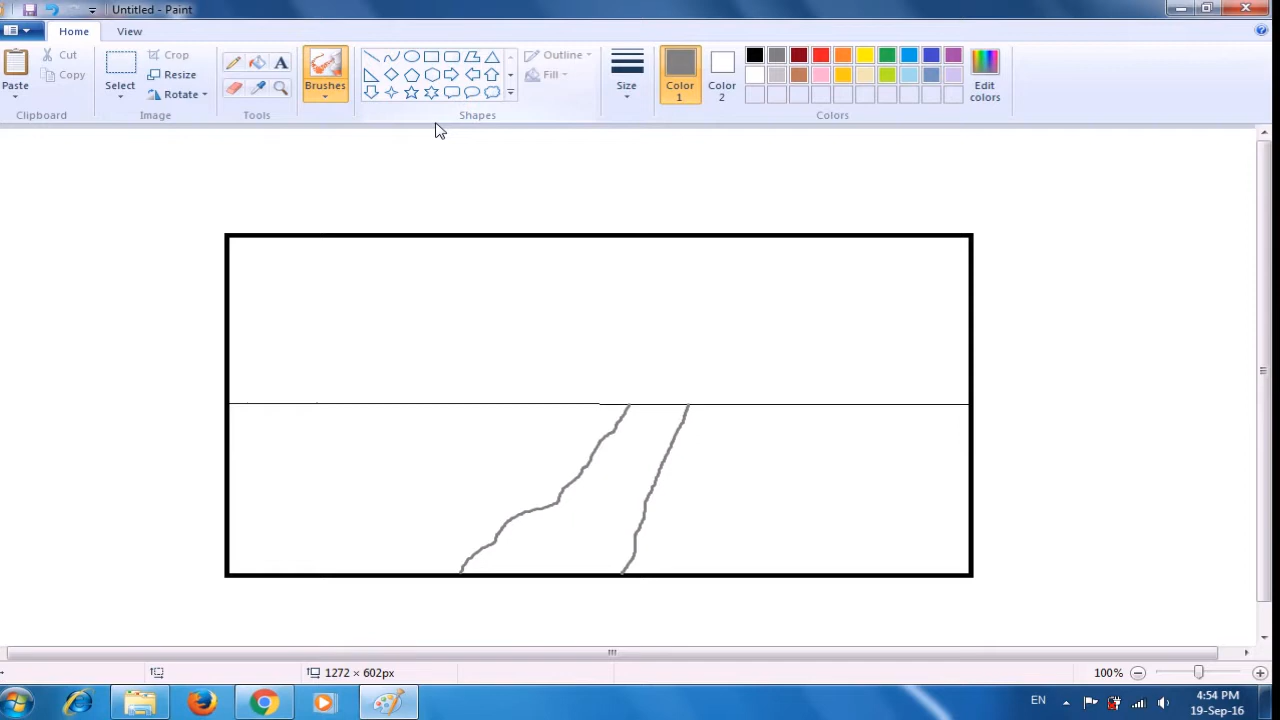 Untitled - Paint
Home View
Paste
Cut
Copy
Clipboard
Select
Crop
Resize
Rotate
Image
Tools
Brushes
Outline
Fill
Shapes
Size
Color 1
Color 2
Edit colors
Colors
1272 × 602px
100%
EN
4:54 PM
19-Sep-16